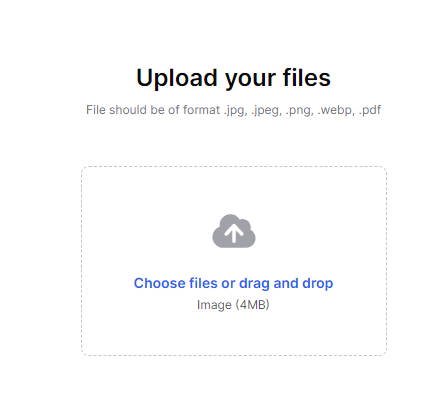 Upload your files
File should be of format .jpg, .jpeg, .png, .webp, .pdf
Choose files or drag and drop
Image (4MB)